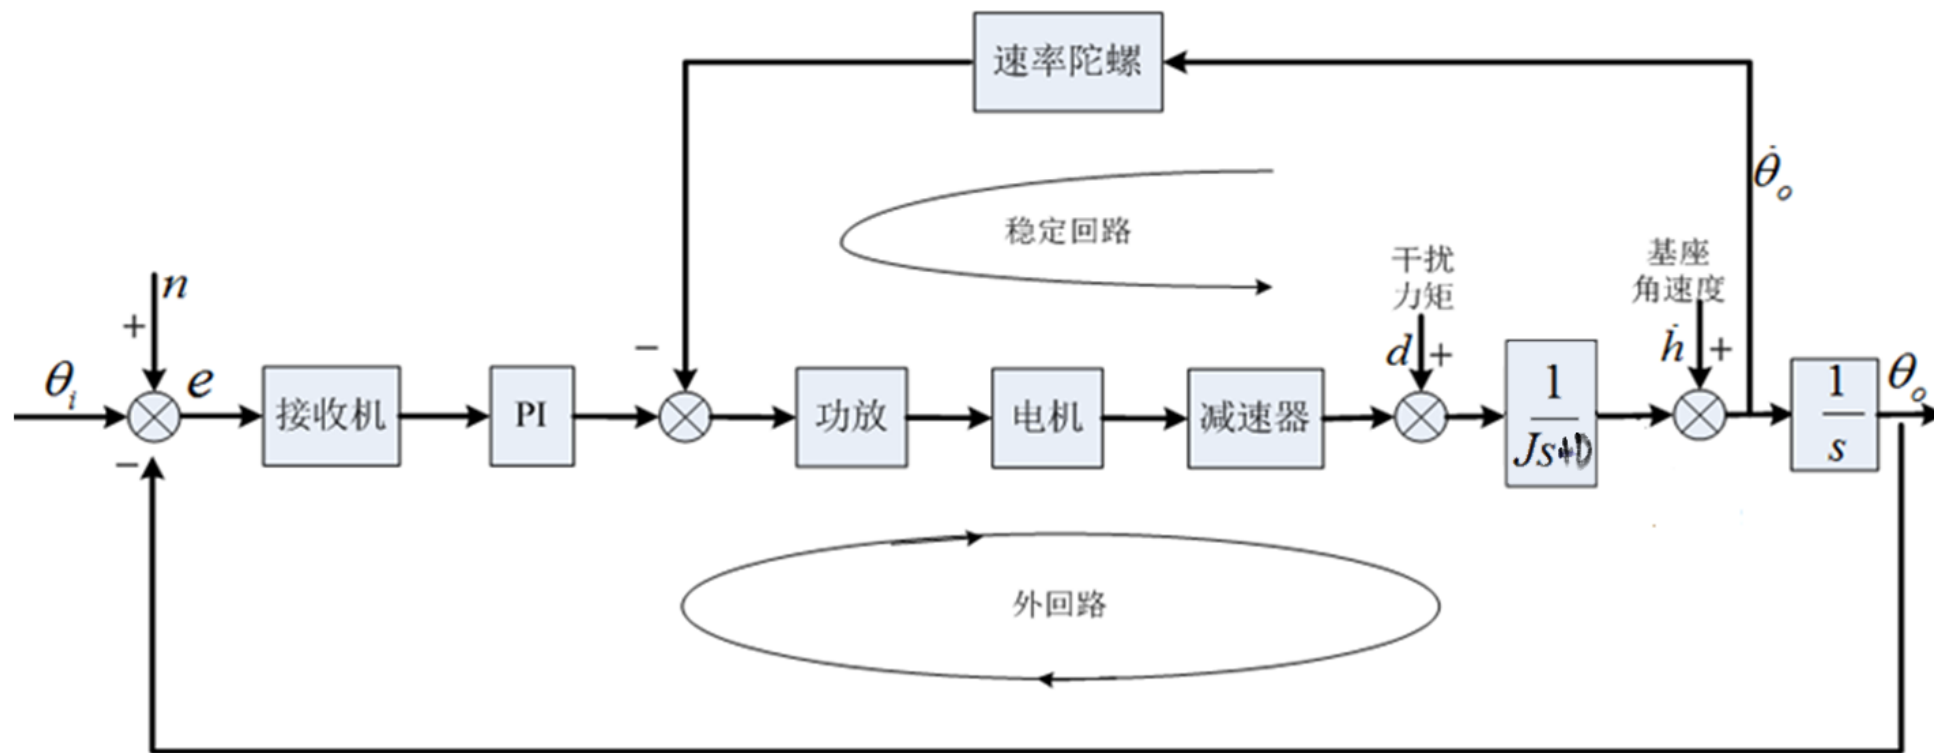 速率陀螺
θ̇ₒ
稳定回路
干扰
力矩
基座
角速度
n
+
d
+
ḣ
+
−
θᵢ
e
接收机
PI
功放
电机
减速器
1
Js+D
1
s
θₒ
−
外回路